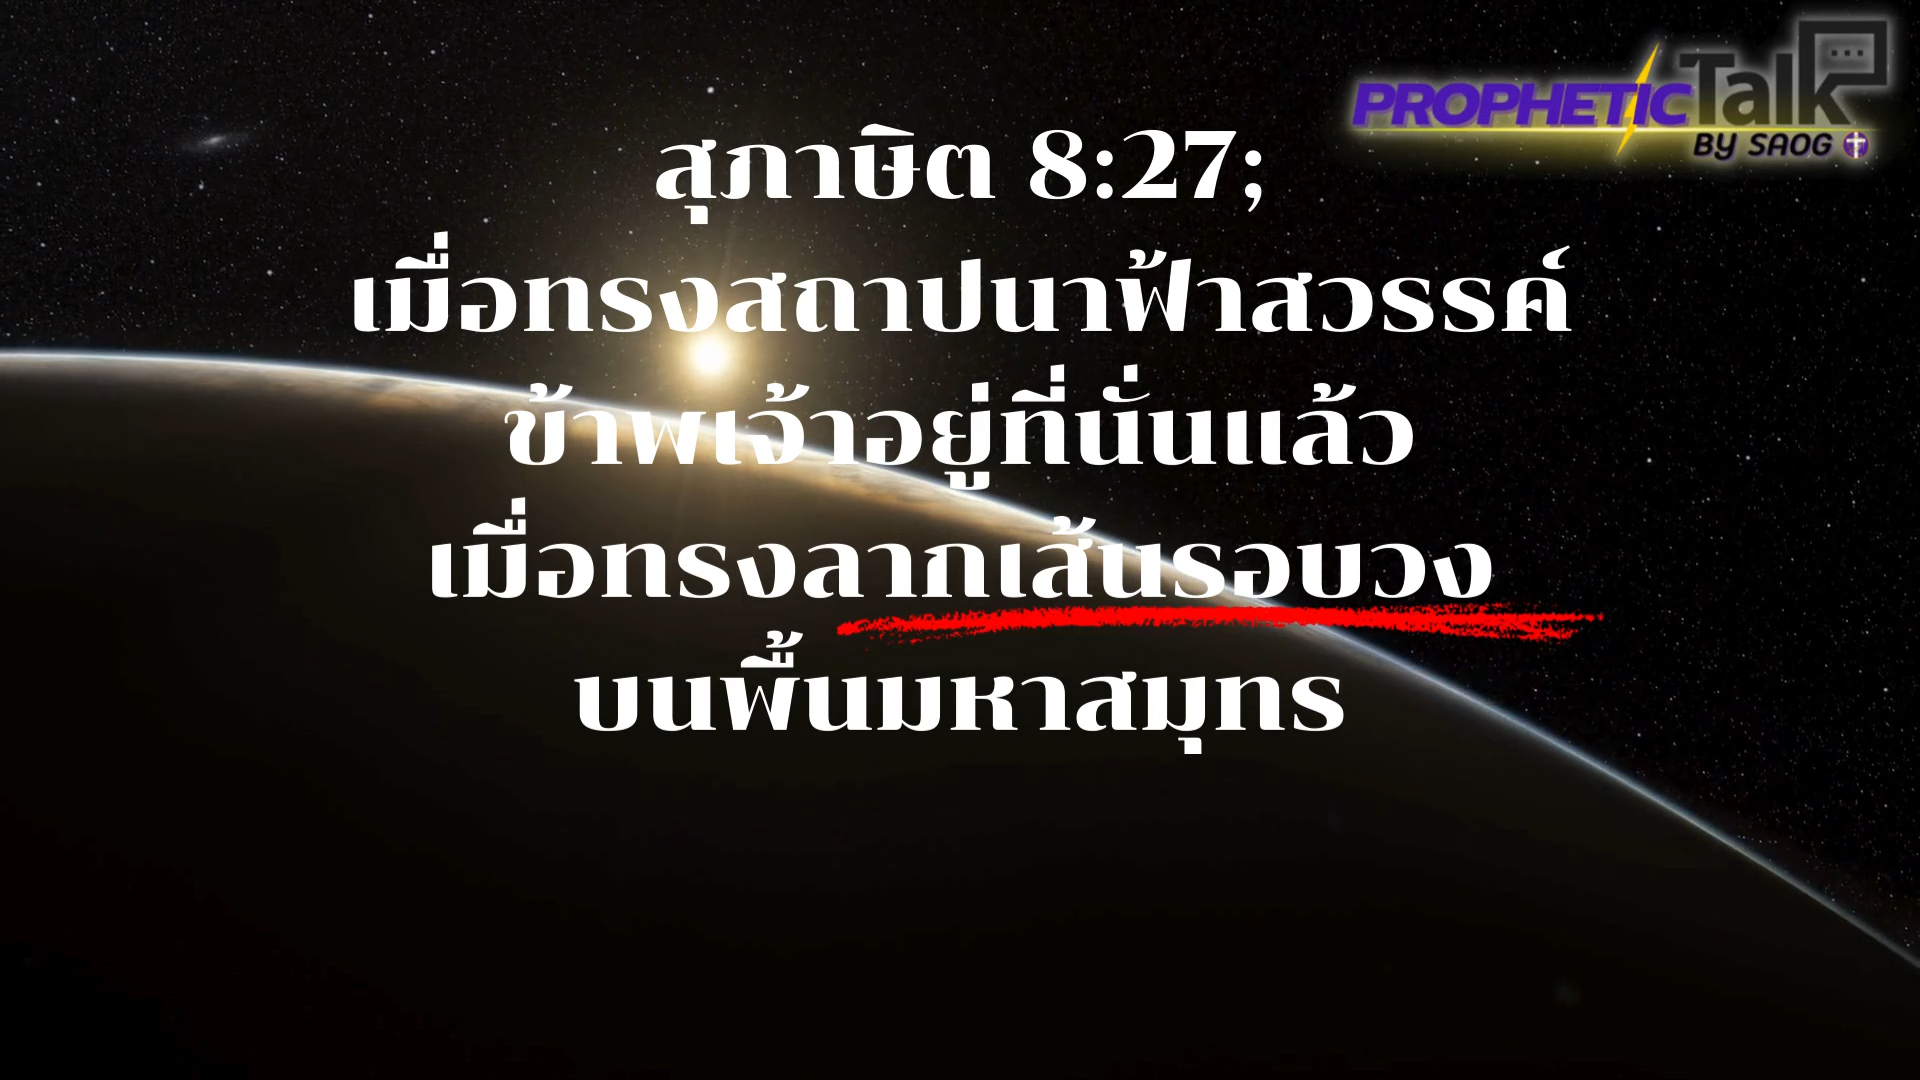 PROPHETIC Talk
BY SAOG
สุภาษิต 8:27;
เมื่อทรงสถาปนาฟ้าสวรรค์
ข้าพเจ้าอยู่ที่นั่นแล้ว
เมื่อทรงลากเส้นรอบวง
บนพื้นมหาสมุทร